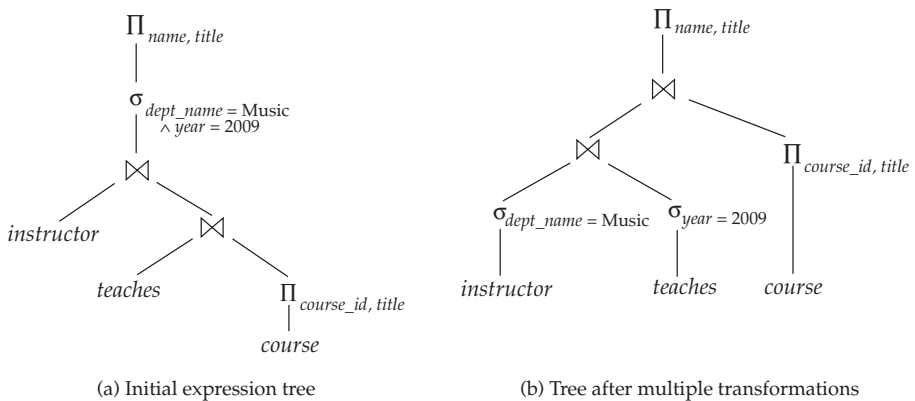 Π name, title
σ dept_name = Music
∧ year = 2009
⋈
instructor
⋈
teaches
Π course_id, title
course
(a) Initial expression tree
Π name, title
⋈
⋈
Π course_id, title
σ dept_name = Music
σ year = 2009
instructor
teaches
course
(b) Tree after multiple transformations